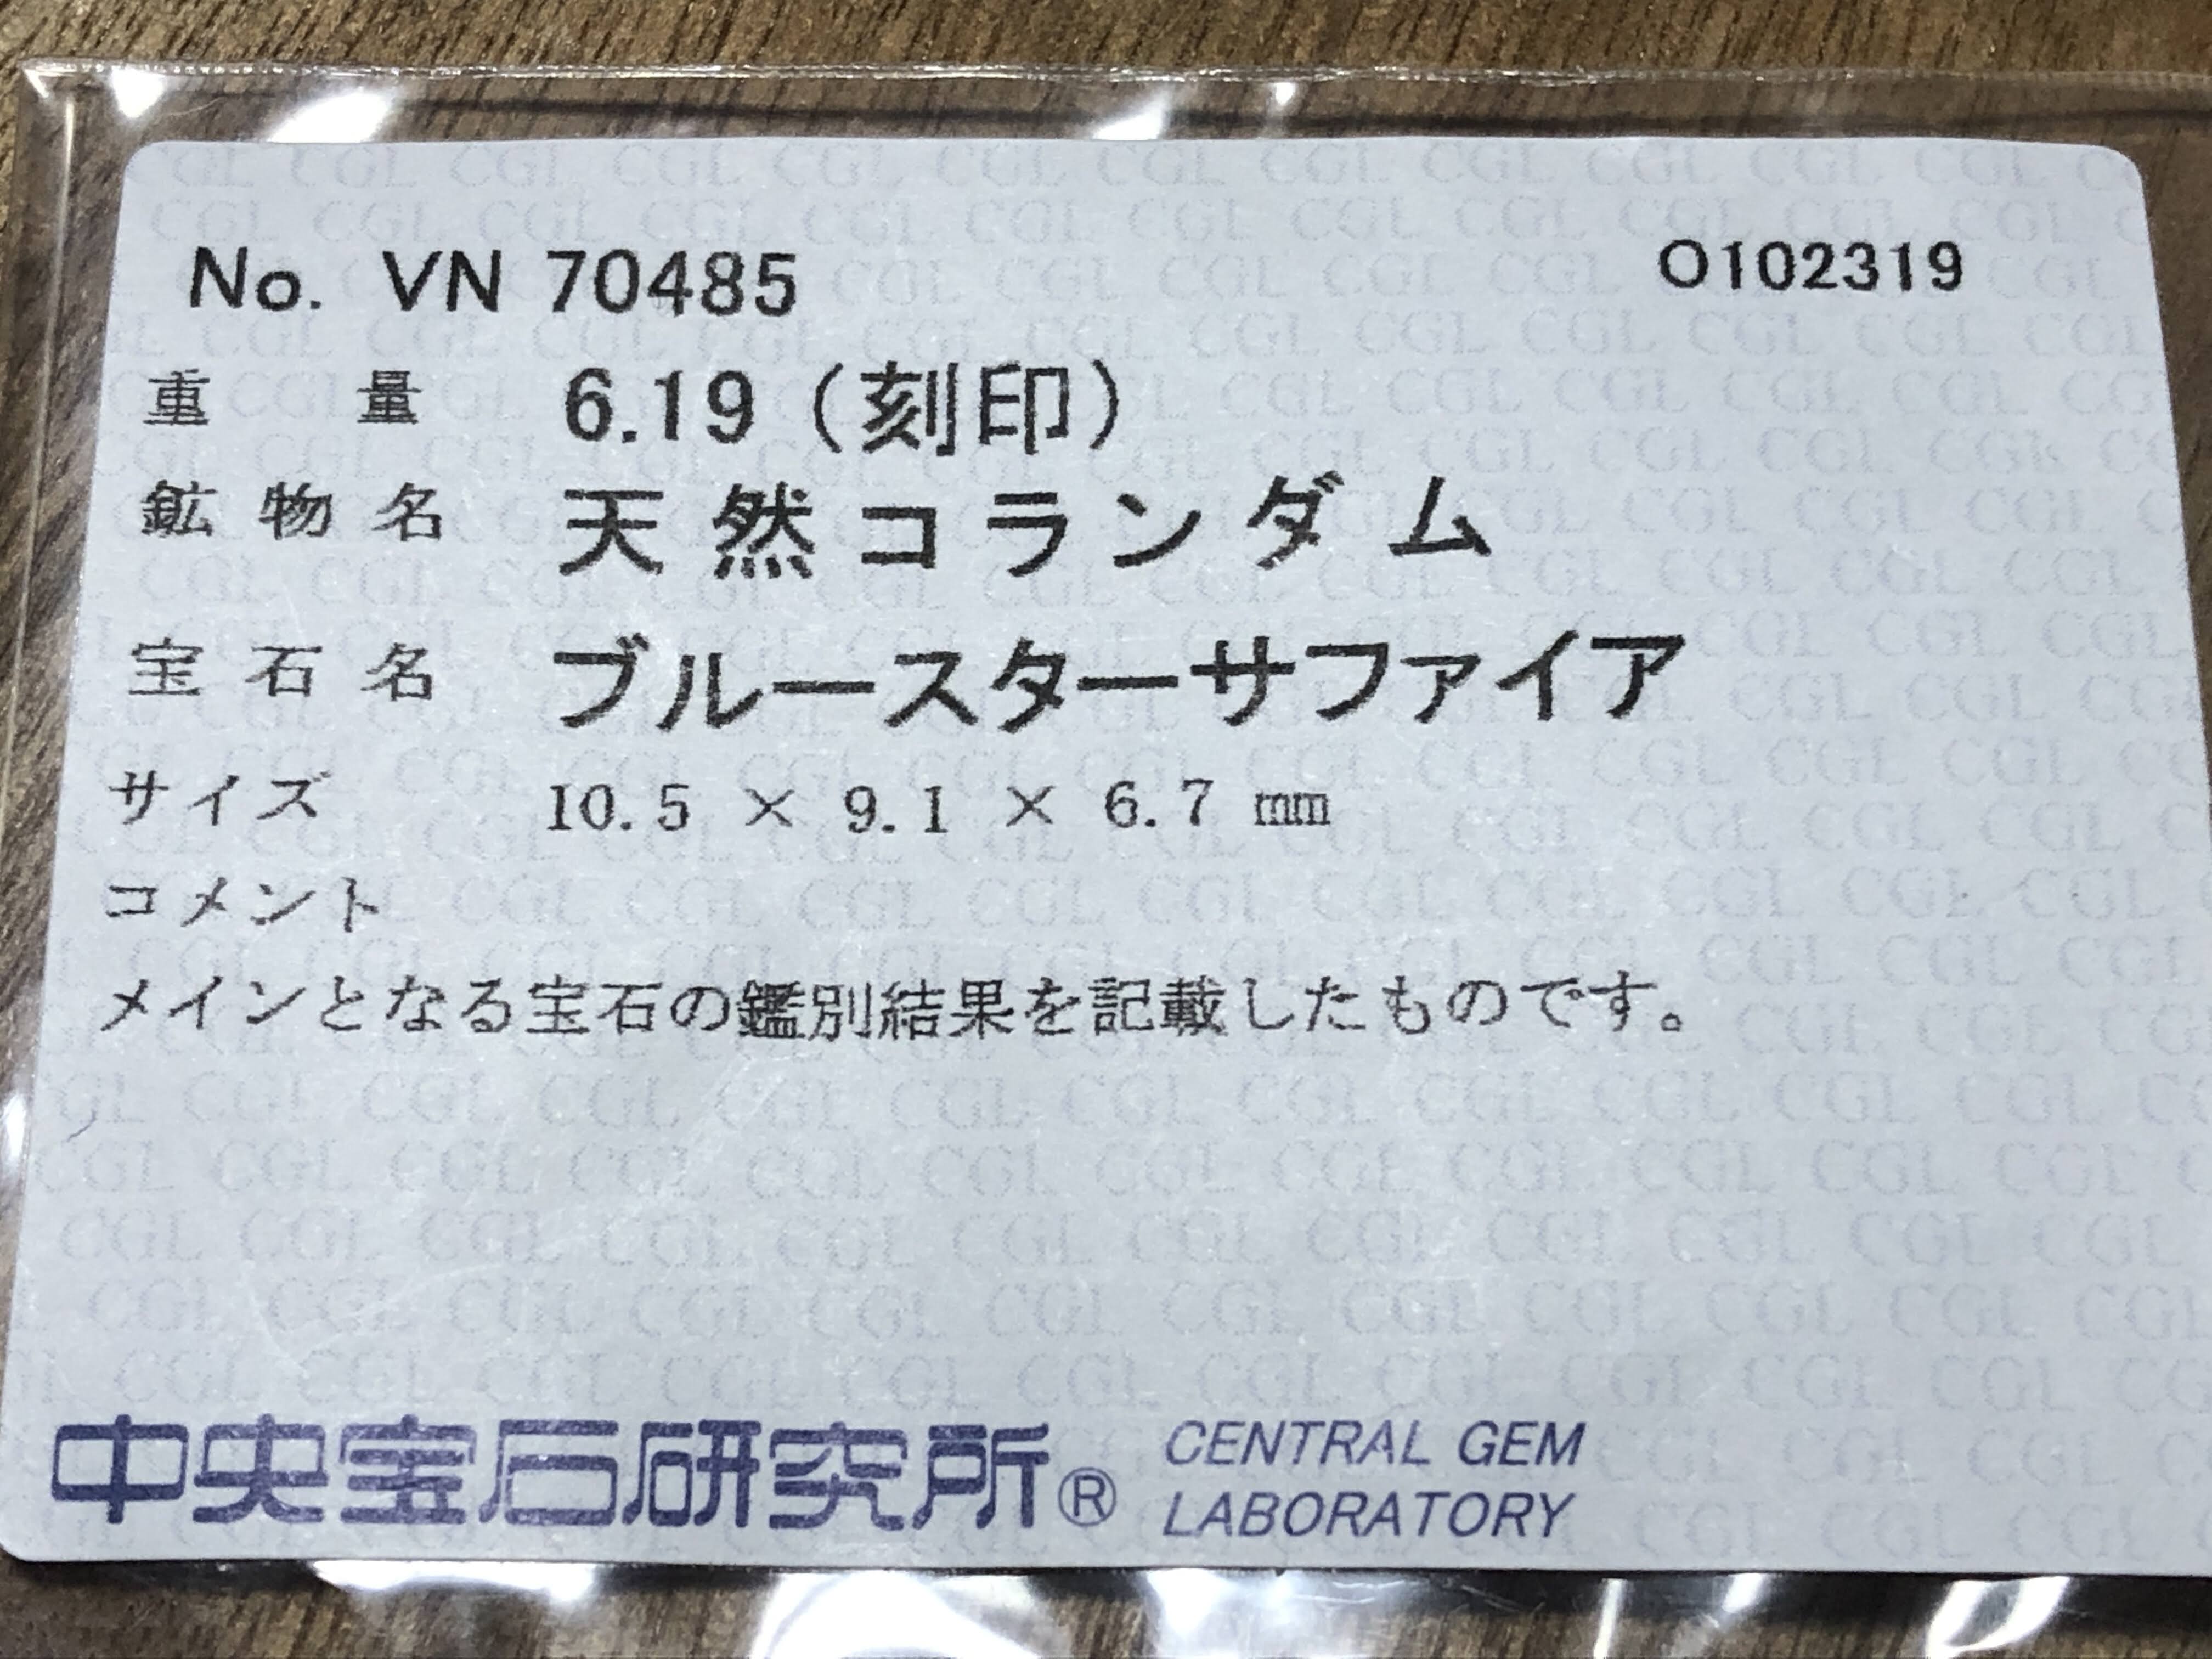 No. VN 70485 O102319
重量 6.19（刻印）
鉱物名 天然コランダム
宝石名 ブルースターサファイア
サイズ 10.5 × 9.1 × 6.7 mm
コメント
メインとなる宝石の鑑別結果を記載したものです。
中央宝石研究所® CENTRAL GEM
LABORATORY